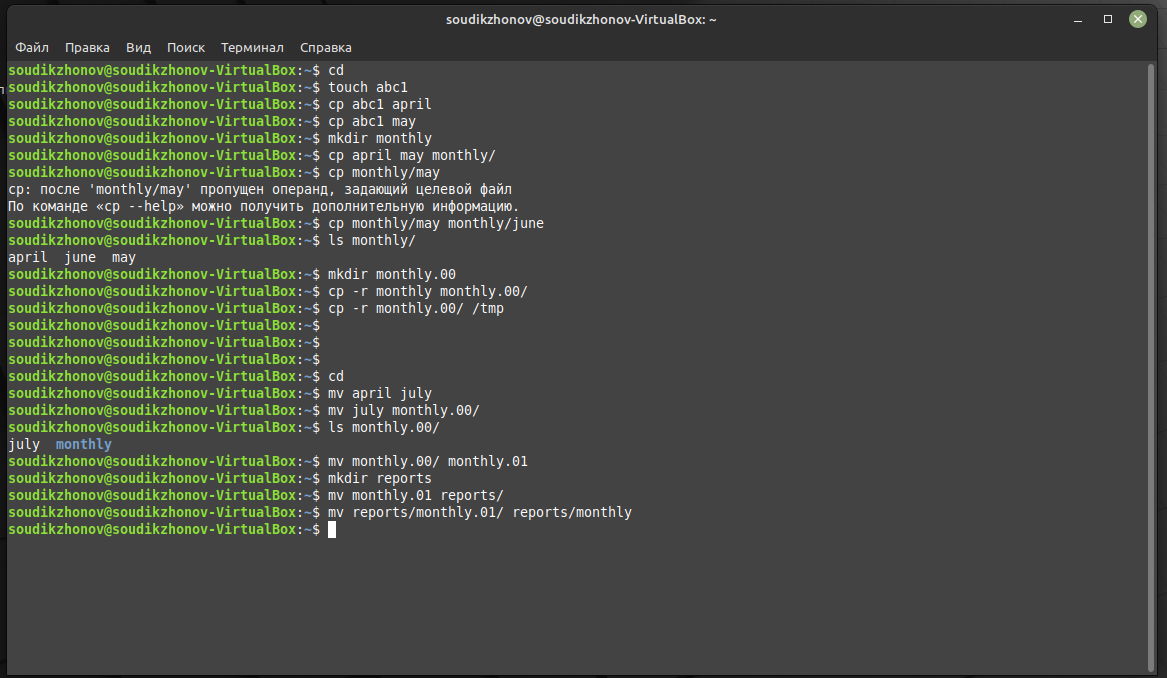 soudikzhonov@soudikzhonov-VirtualBox: ~
Файл Правка Вид Поиск Терминал Справка
soudikzhonov@soudikzhonov-VirtualBox:~$ cd
soudikzhonov@soudikzhonov-VirtualBox:~$ touch abc1
soudikzhonov@soudikzhonov-VirtualBox:~$ cp abc1 april
soudikzhonov@soudikzhonov-VirtualBox:~$ cp abc1 may
soudikzhonov@soudikzhonov-VirtualBox:~$ mkdir monthly
soudikzhonov@soudikzhonov-VirtualBox:~$ cp april may monthly/
soudikzhonov@soudikzhonov-VirtualBox:~$ cp monthly/may
cp: после 'monthly/may' пропущен операнд, задающий целевой файл
По команде «cp --help» можно получить дополнительную информацию.
soudikzhonov@soudikzhonov-VirtualBox:~$ cp monthly/may monthly/june
soudikzhonov@soudikzhonov-VirtualBox:~$ ls monthly/
april  june  may
soudikzhonov@soudikzhonov-VirtualBox:~$ mkdir monthly.00
soudikzhonov@soudikzhonov-VirtualBox:~$ cp -r monthly monthly.00/
soudikzhonov@soudikzhonov-VirtualBox:~$ cp -r monthly.00/ /tmp
soudikzhonov@soudikzhonov-VirtualBox:~$
soudikzhonov@soudikzhonov-VirtualBox:~$
soudikzhonov@soudikzhonov-VirtualBox:~$
soudikzhonov@soudikzhonov-VirtualBox:~$ cd
soudikzhonov@soudikzhonov-VirtualBox:~$ mv april july
soudikzhonov@soudikzhonov-VirtualBox:~$ mv july monthly.00/
soudikzhonov@soudikzhonov-VirtualBox:~$ ls monthly.00/
july  monthly
soudikzhonov@soudikzhonov-VirtualBox:~$ mv monthly.00/ monthly.01
soudikzhonov@soudikzhonov-VirtualBox:~$ mkdir reports
soudikzhonov@soudikzhonov-VirtualBox:~$ mv monthly.01 reports/
soudikzhonov@soudikzhonov-VirtualBox:~$ mv reports/monthly.01/ reports/monthly
soudikzhonov@soudikzhonov-VirtualBox:~$